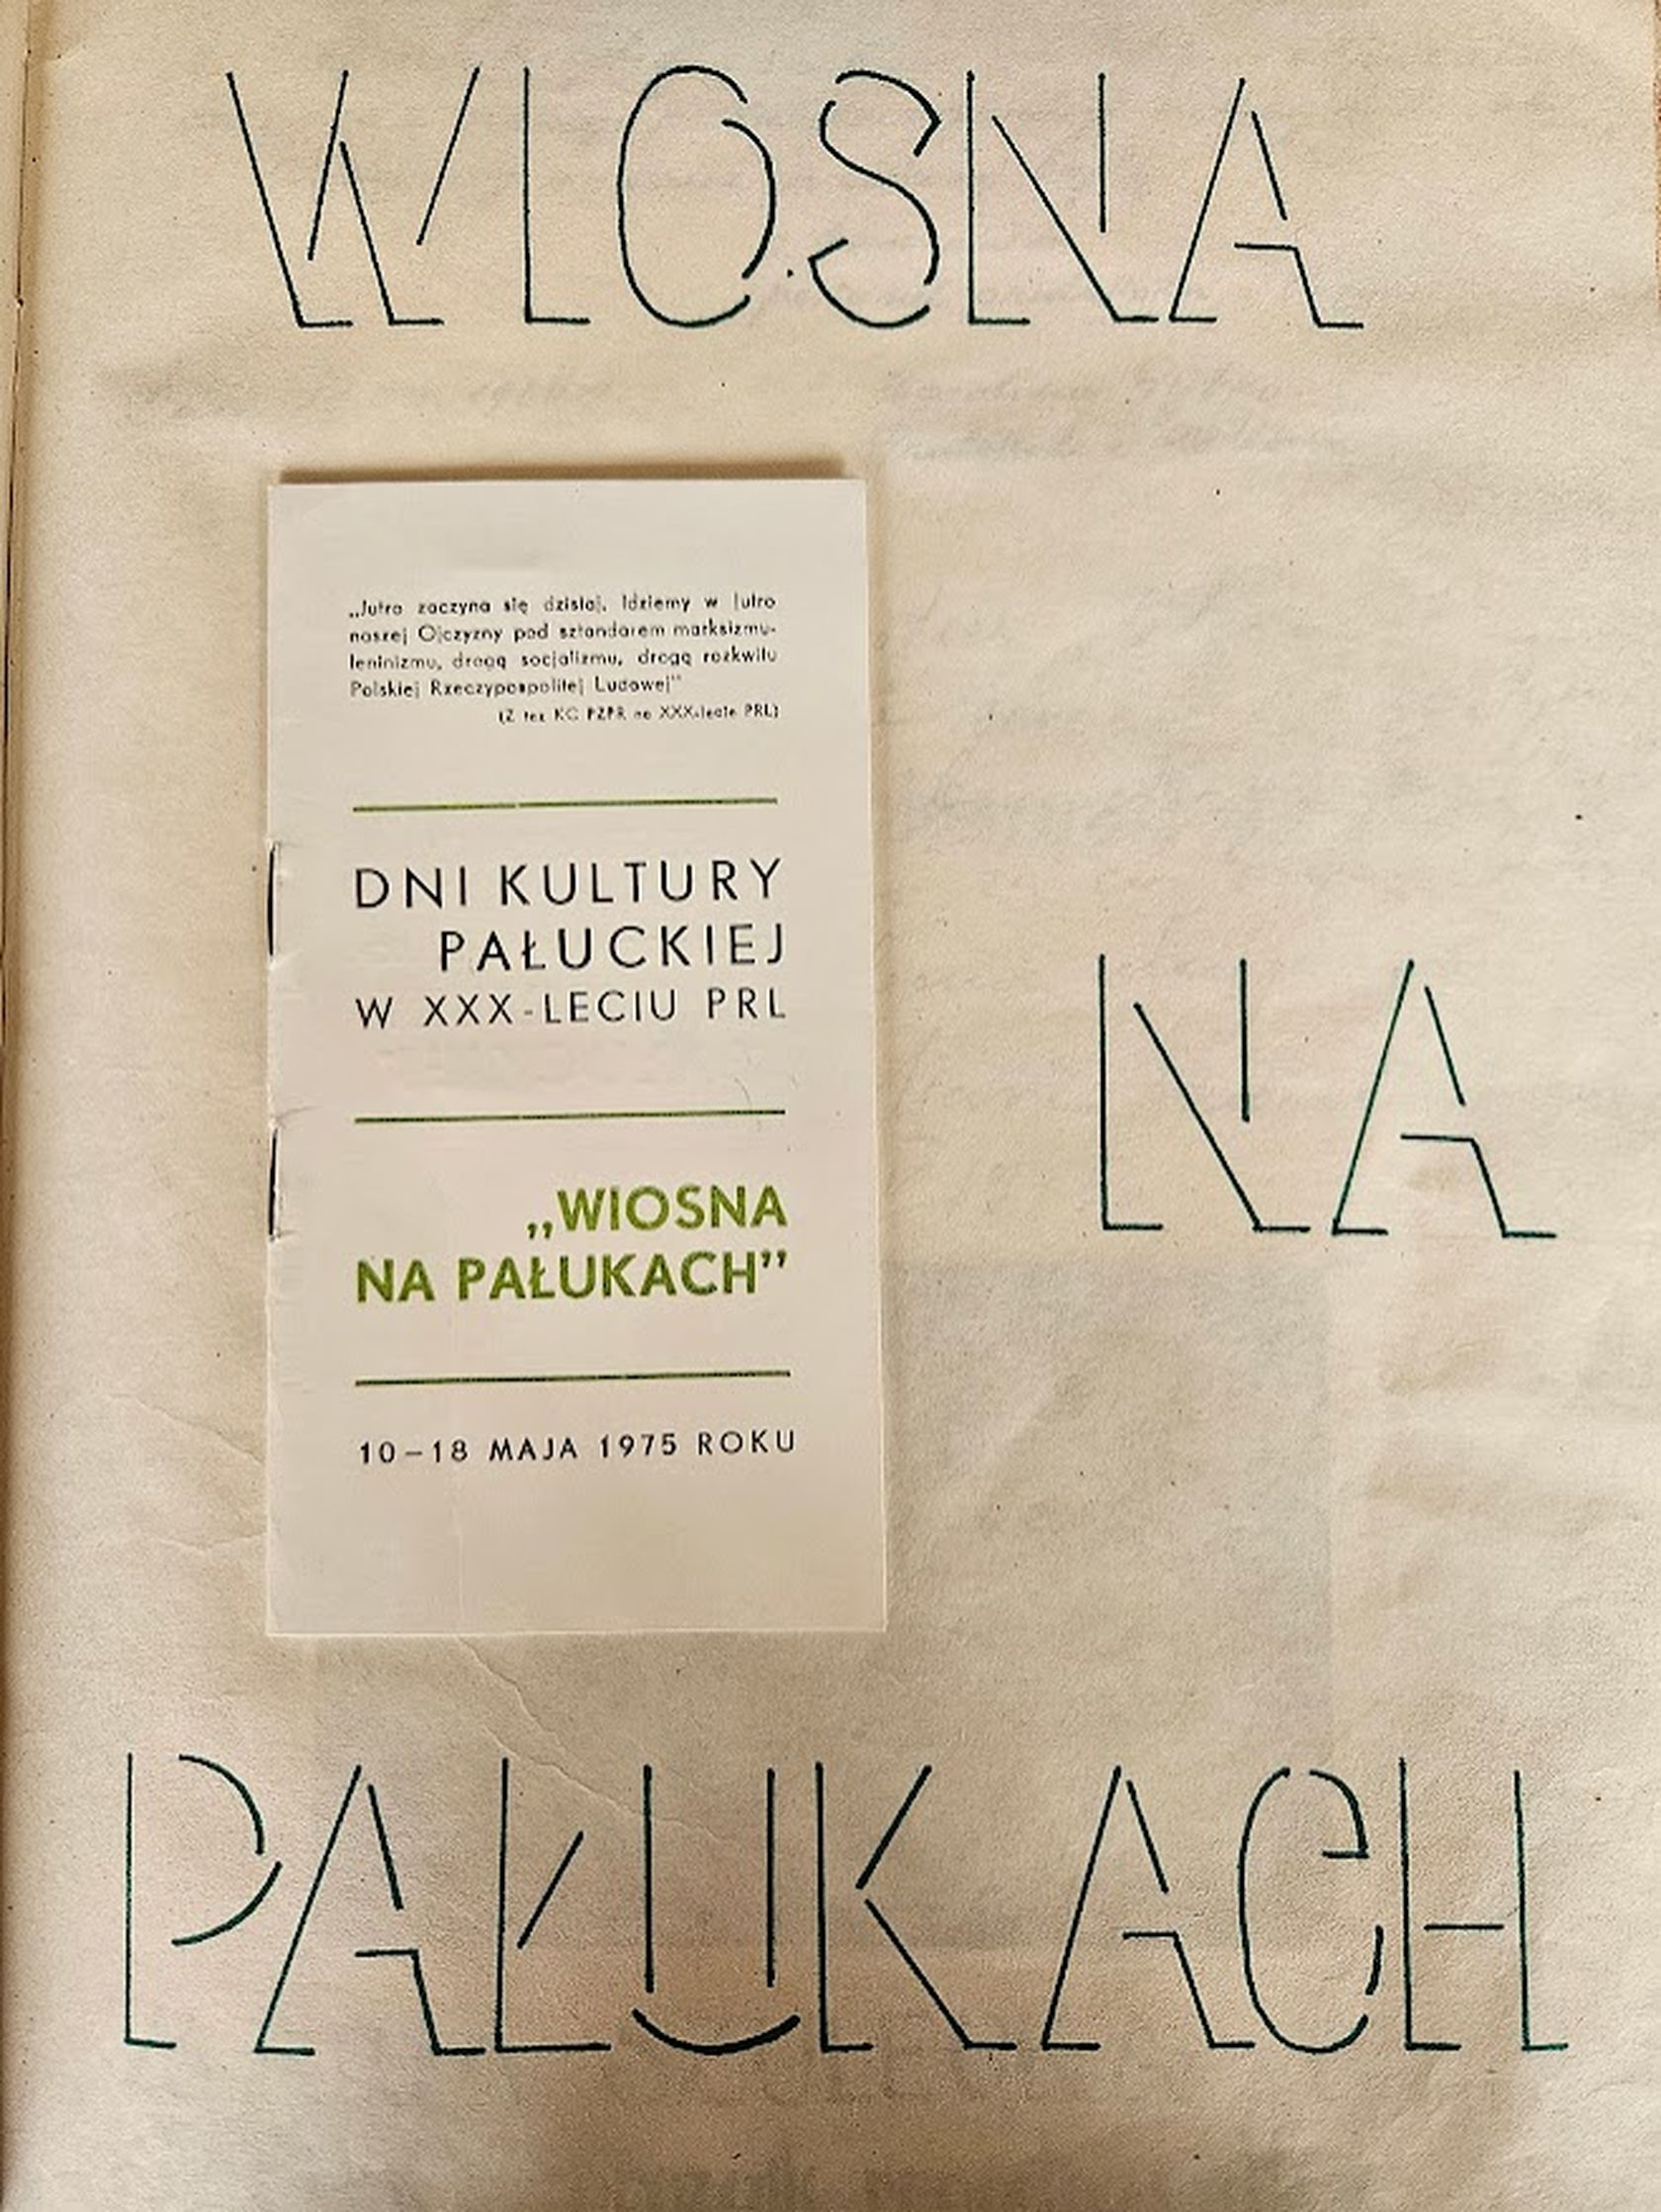 WIOSNA
„Jutro zaczyna się dzisiaj. Idziemy w jutro
naszej Ojczyzny pod sztandarem marksizmu-
leninizmu, drogą socjalizmu, drogą rozkwitu
Polskiej Rzeczypospolitej Ludowej"
(Z tez KC PZPR na XXX-lecie PRL)
DNI KULTURY
PAŁUCKIEJ
W XXX-LECIU PRL
„WIOSNA
NA PAŁUKACH”
10–18 MAJA 1975 ROKU
NA
PAŁUKACH